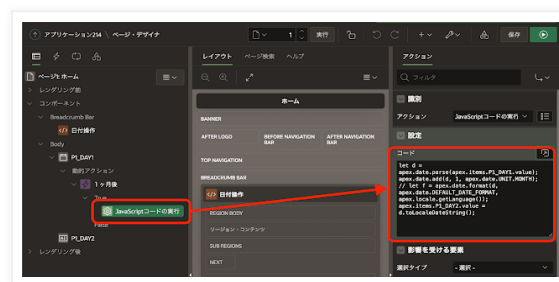 アプリケーション214 \ ページ・デザイナ
1
実行
保存
ページ1: ホーム
レンダリング前
コンポーネント
Breadcrumb Bar
日付操作
Body
P1_DAY1
動的アクション
1ヶ月後
True
JavaScriptコードの実行
False
P1_DAY2
レンダリング後
レイアウト
ページ検索
ヘルプ
ホーム
BANNER
AFTER LOGO
BEFORE NAVIGATION BAR
AFTER NAVIGATION BAR
TOP NAVIGATION
BREADCRUMB BAR
日付操作
REGION BODY
リージョン・コンテンツ
SUB REGIONS
NEXT
アクション
フィルタ
識別
アクション
JavaScriptコードの実行
設定
コード
let d =
apex.date.parse(apex.items.P1_DAY1.value);
apex.date.add(d, 1, apex.date.UNIT.MONTH);
// let f = apex.date.format(d,
apex.date.DATE_FORMAT,
apex.locale.getLanguage());
apex.items.P1_DAY2.value =
d.toLocaleDateString();
影響を受ける要素
選択タイプ
- 選択 -